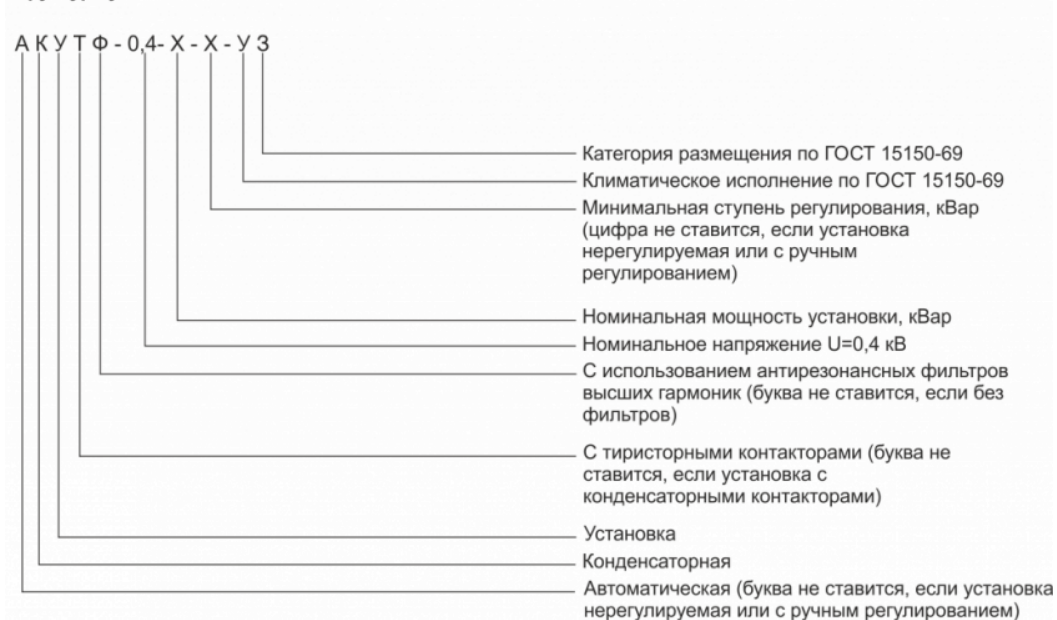 А К У Т Ф - 0,4- Х - Х - У 3
Категория размещения по ГОСТ 15150-69
Климатическое исполнение по ГОСТ 15150-69
Минимальная ступень регулирования, кВар
(цифра не ставится, если установка
нерегулируемая или с ручным
регулированием)
Номинальная мощность установки, кВар
Номинальное напряжение U=0,4 кВ
С использованием антирезонансных фильтров
высших гармоник (буква не ставится, если без
фильтров)
С тиристорными контакторами (буква не
ставится, если установка с
конденсаторными контакторами)
Установка
Конденсаторная
Автоматическая (буква не ставится, если установка
нерегулируемая или с ручным регулированием)